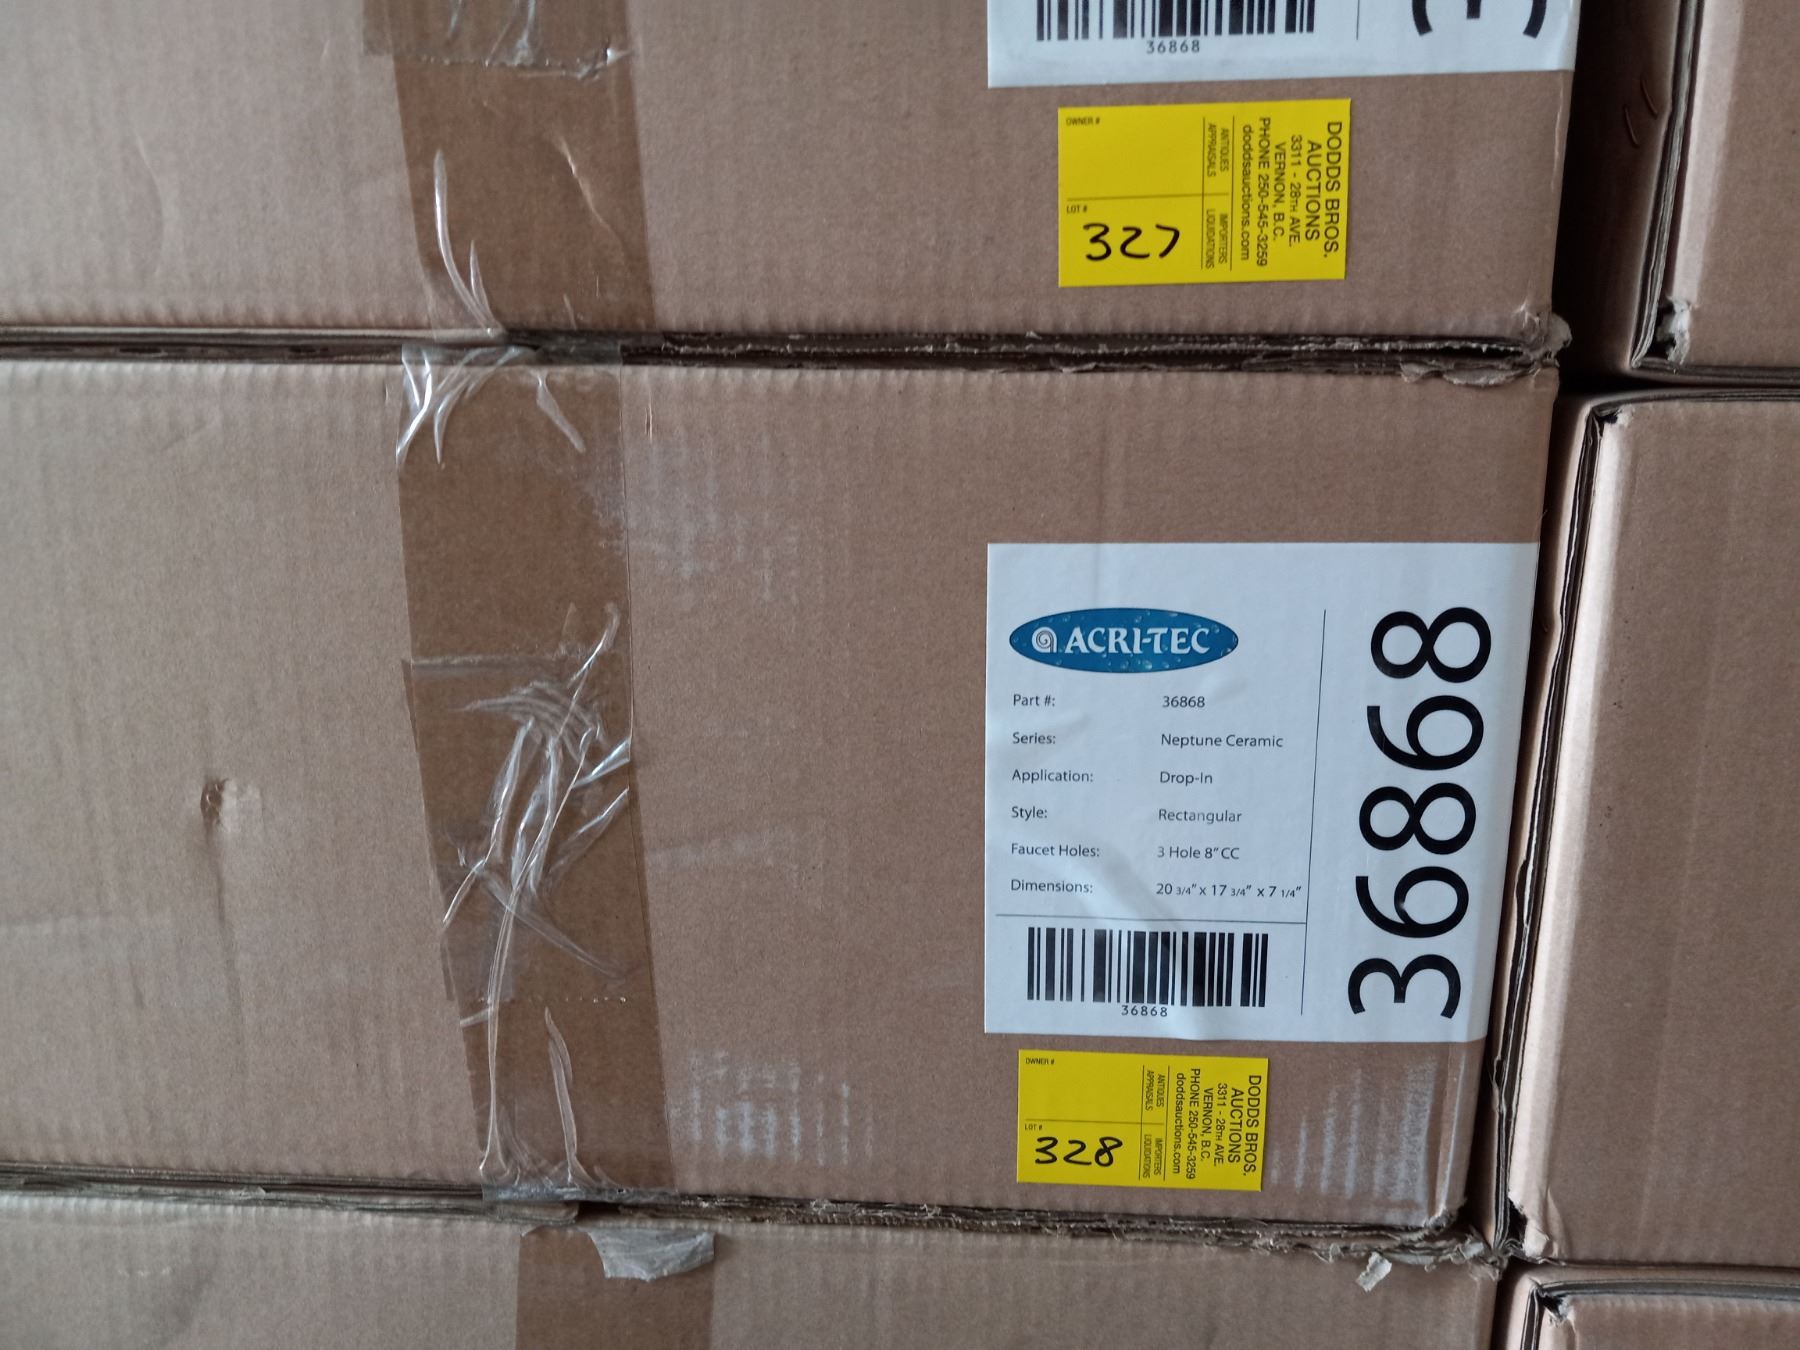 36868
OWNER #
LOT #
327
ANTIQUES IMPORTERS
APPRAISALS LIQUIDATIONS
DODDS BROS.
AUCTIONS
3311 - 28TH AVE.
VERNON, B.C.
PHONE 250-545-3259
doddsauctions.com
ACRI-TEC
Part #: 36868
Series: Neptune Ceramic
Application: Drop-In
Style: Rectangular
Faucet Holes: 3 Hole 8" CC
Dimensions: 20 3/4" x 17 3/4" x 7 1/4"
36868
36868
OWNER #
LOT #
328
ANTIQUES IMPORTERS
APPRAISALS LIQUIDATIONS
DODDS BROS.
AUCTIONS
3311 - 28TH AVE.
VERNON, B.C.
PHONE 250-545-3259
doddsauctions.com